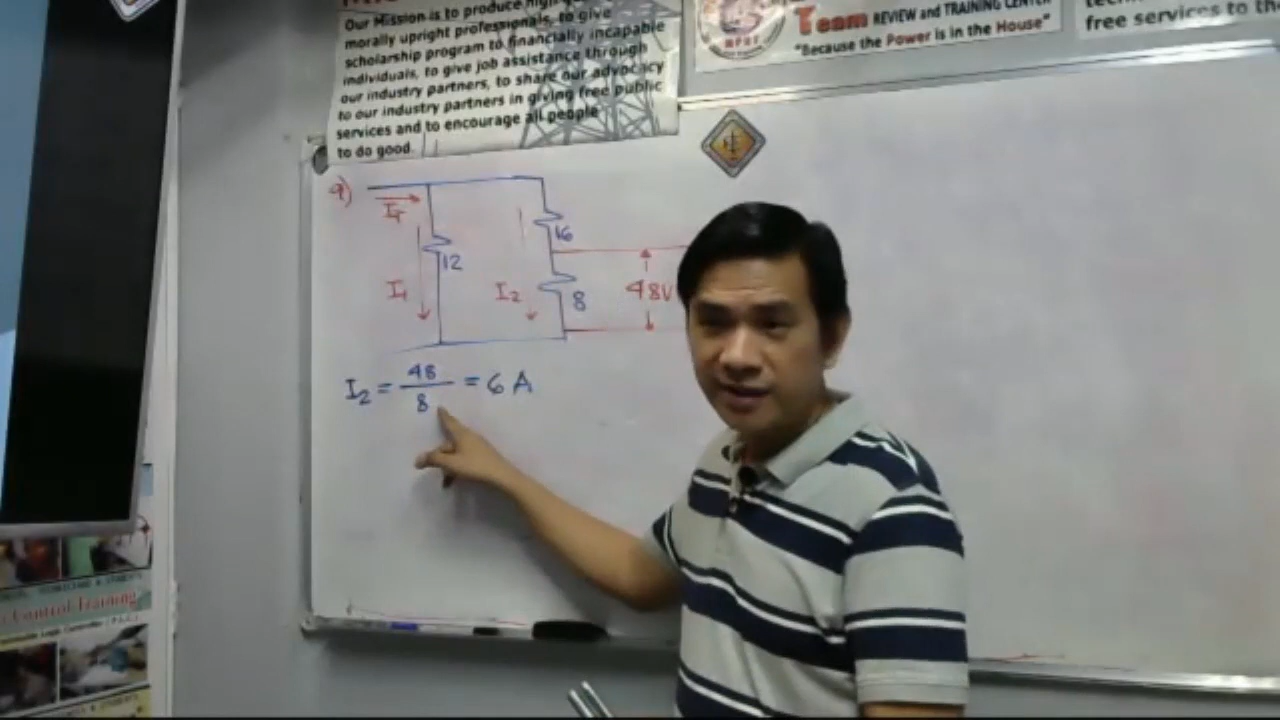 Our Mission is to produce high
morally upright professionals, to give
scholarship program to financially incapable
individuals, to give job assistance through
our industry partners, to share our advocacy
to our industry partners in giving free public
services and to encourage all people
to do good.
Team REVIEW and TRAINING CENTER
"Because the Power is in the House"
free services to the
9)
IT
16
12
I1
I2
8
48V
I2 = 48/8 = 6 A
Control Training